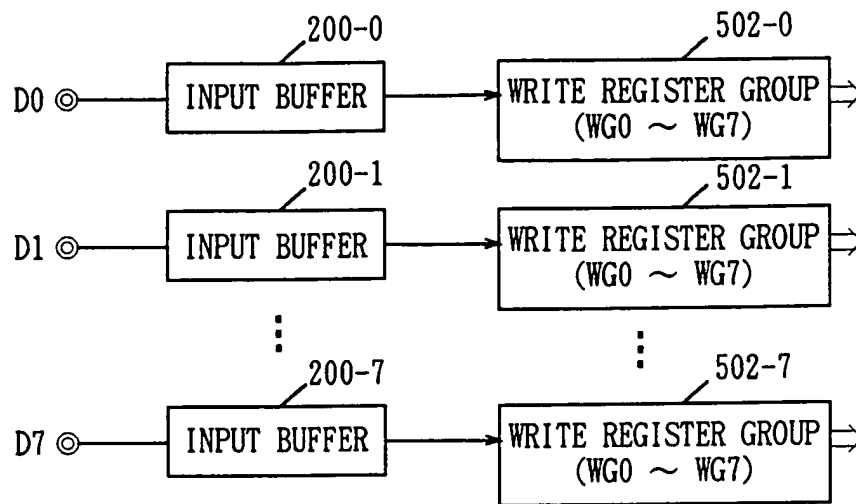 200-0 502-0
D0 INPUT BUFFER WRITE REGISTER GROUP
(WG0 ~ WG7)
200-1 502-1
D1 INPUT BUFFER WRITE REGISTER GROUP
(WG0 ~ WG7)
200-7 502-7
D7 INPUT BUFFER WRITE REGISTER GROUP
(WG0 ~ WG7)